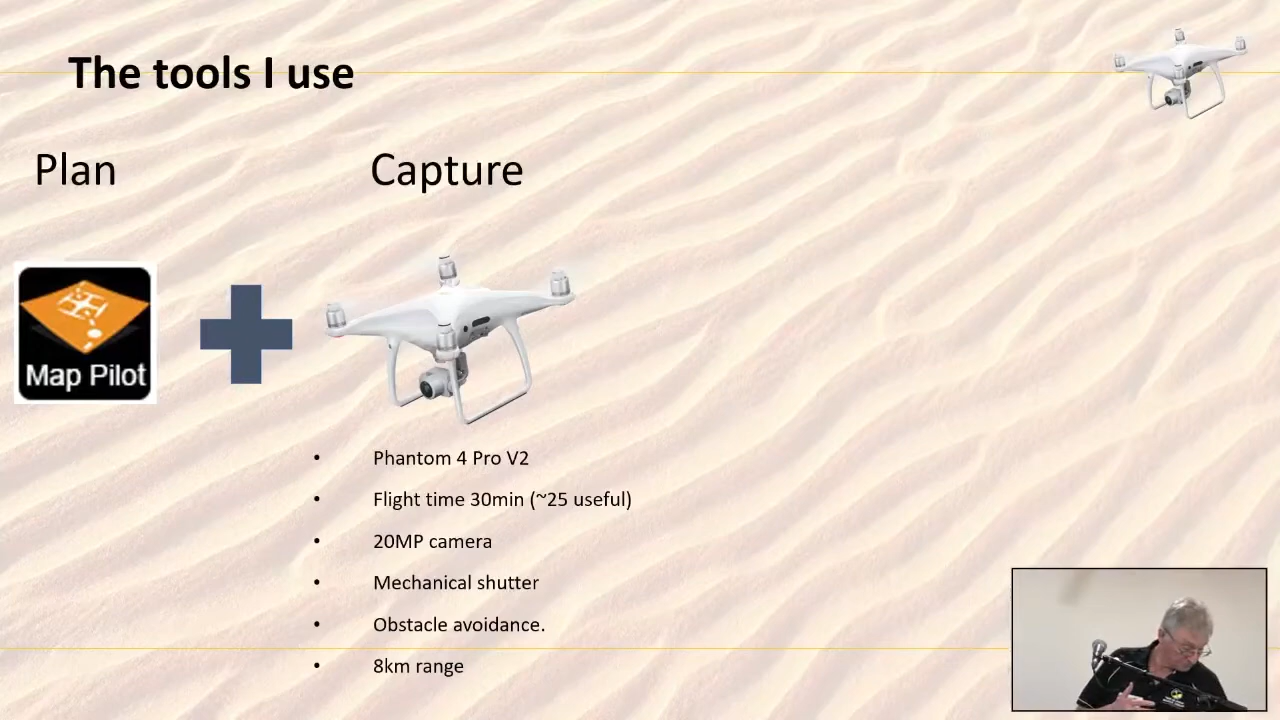 The tools I use
Plan
Capture
Map Pilot
• Phantom 4 Pro V2
• Flight time 30min (~25 useful)
• 20MP camera
• Mechanical shutter
• Obstacle avoidance.
• 8km range